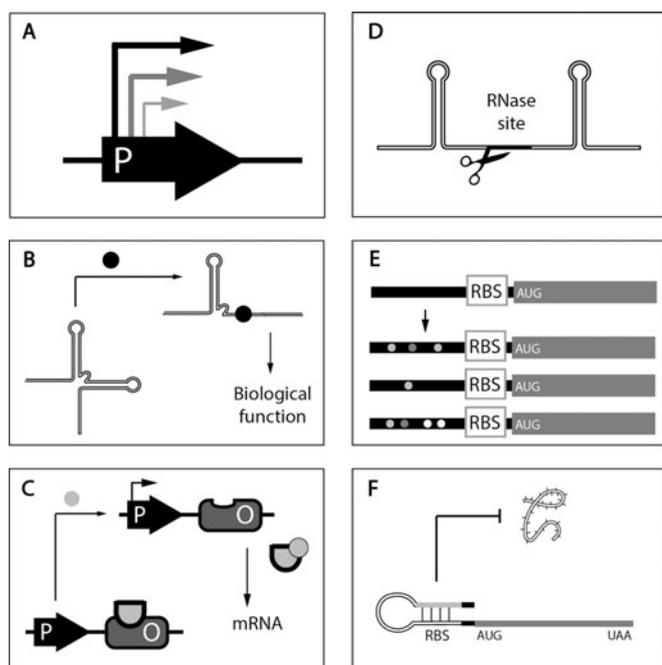 A
P
B
Biological
function
C
P
O
P
O
mRNA
D
RNase
site
E
RBS
AUG
RBS
AUG
RBS
AUG
RBS
AUG
F
RBS
AUG
UAA